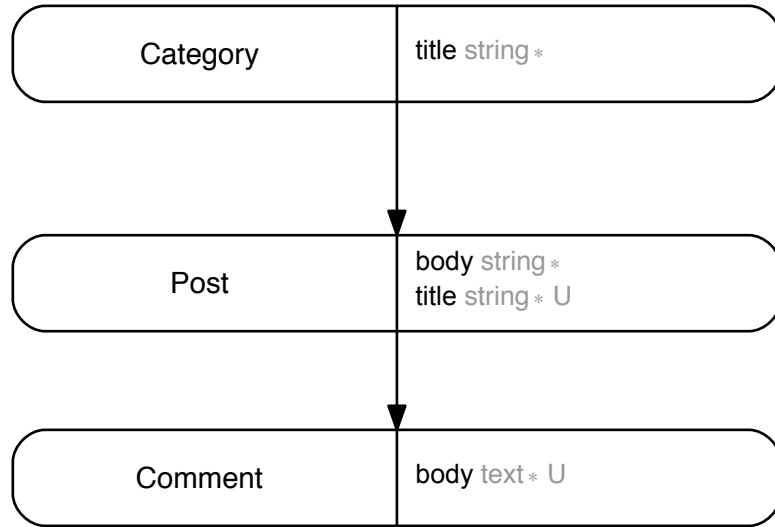 Category
title string *
Post
body string *
title string * U
Comment
body text * U